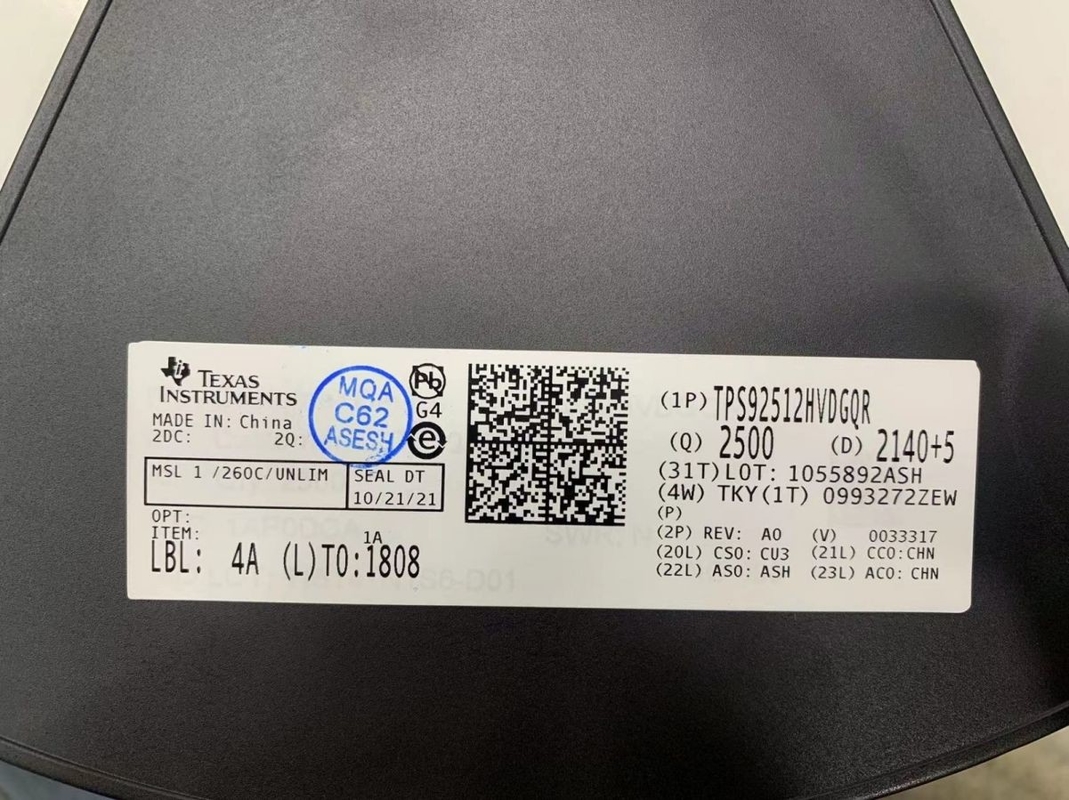 TEXAS
INSTRUMENTS
MADE IN: China
2DC: 2Q:
MQA
C62
ASESH
Pb
G4
e
MSL 1 /260C/UNLIM
SEAL DT
10/21/21
OPT:
ITEM: 1A
LBL: 4A (L)TO:1808
(1P) TPS92512HVDGQR
(Q) 2500 (D) 2140+5
(31T)LOT: 1055892ASH
(4W) TKY(1T) 0993272ZEW
(P)
(2P) REV: A0 (V) 0033317
(20L) CSO: CU3 (21L) CCO:CHN
(22L) ASO: ASH (23L) ACO: CHN